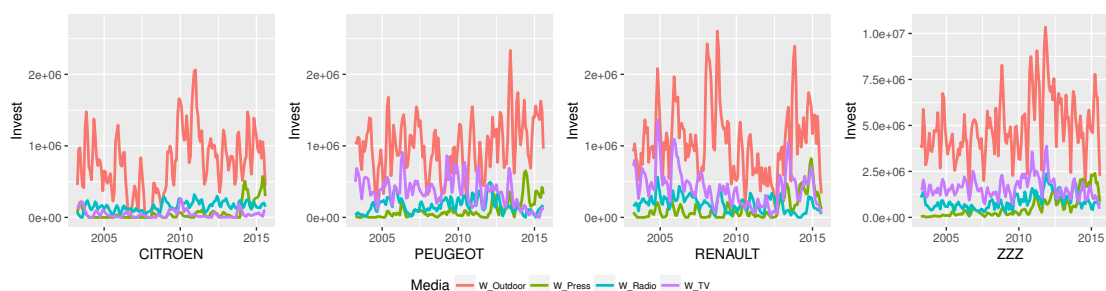 Invest
2e+06
1e+06
0e+00
2005 2010 2015
CITROEN
Invest
2e+06
1e+06
0e+00
2005 2010 2015
PEUGEOT
Invest
2e+06
1e+06
0e+00
2005 2010 2015
RENAULT
Invest
1.0e+07
7.5e+06
5.0e+06
2.5e+06
0.0e+00
2005 2010 2015
ZZZ
Media W_Outdoor W_Press W_Radio W_TV